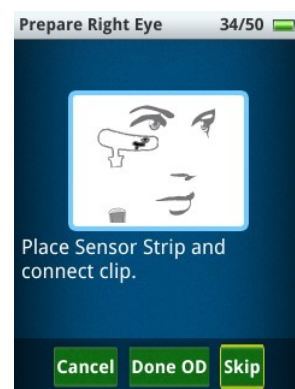 Prepare Right Eye 34/50
Place Sensor Strip and
connect clip.
Cancel Done OD Skip